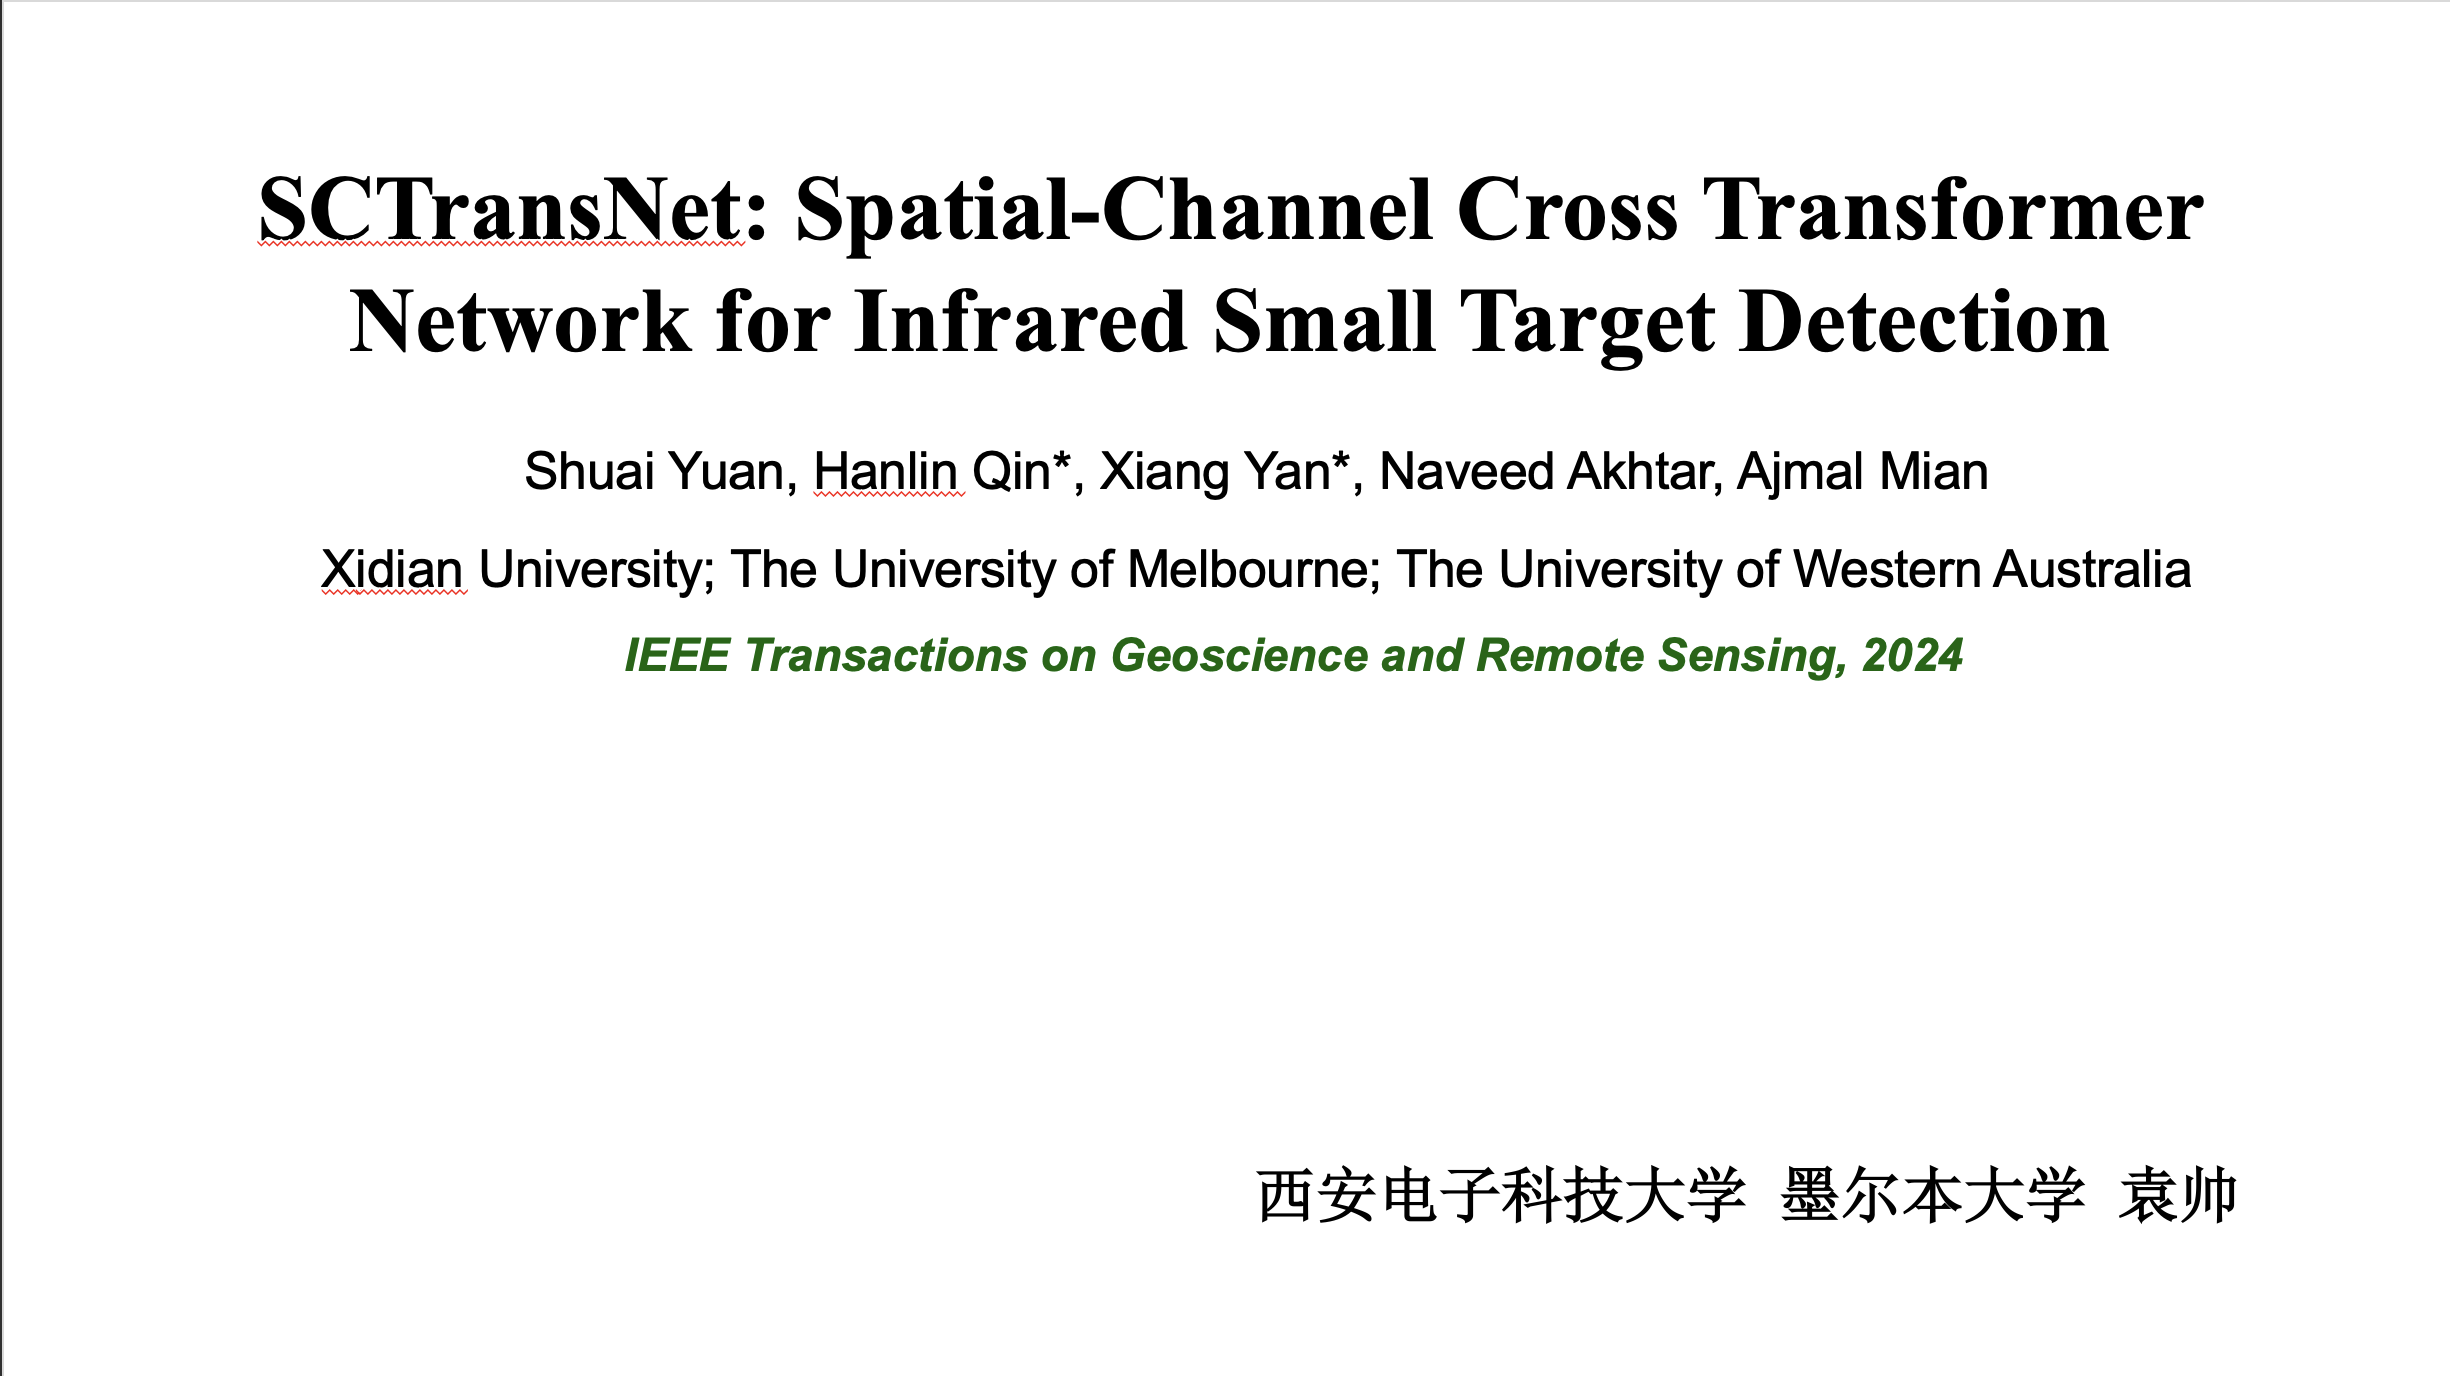 SCTransNet: Spatial-Channel Cross Transformer
Network for Infrared Small Target Detection
Shuai Yuan, Hanlin Qin*, Xiang Yan*, Naveed Akhtar, Ajmal Mian
Xidian University; The University of Melbourne; The University of Western Australia
IEEE Transactions on Geoscience and Remote Sensing, 2024
西安电子科技大学 墨尔本大学 袁帅